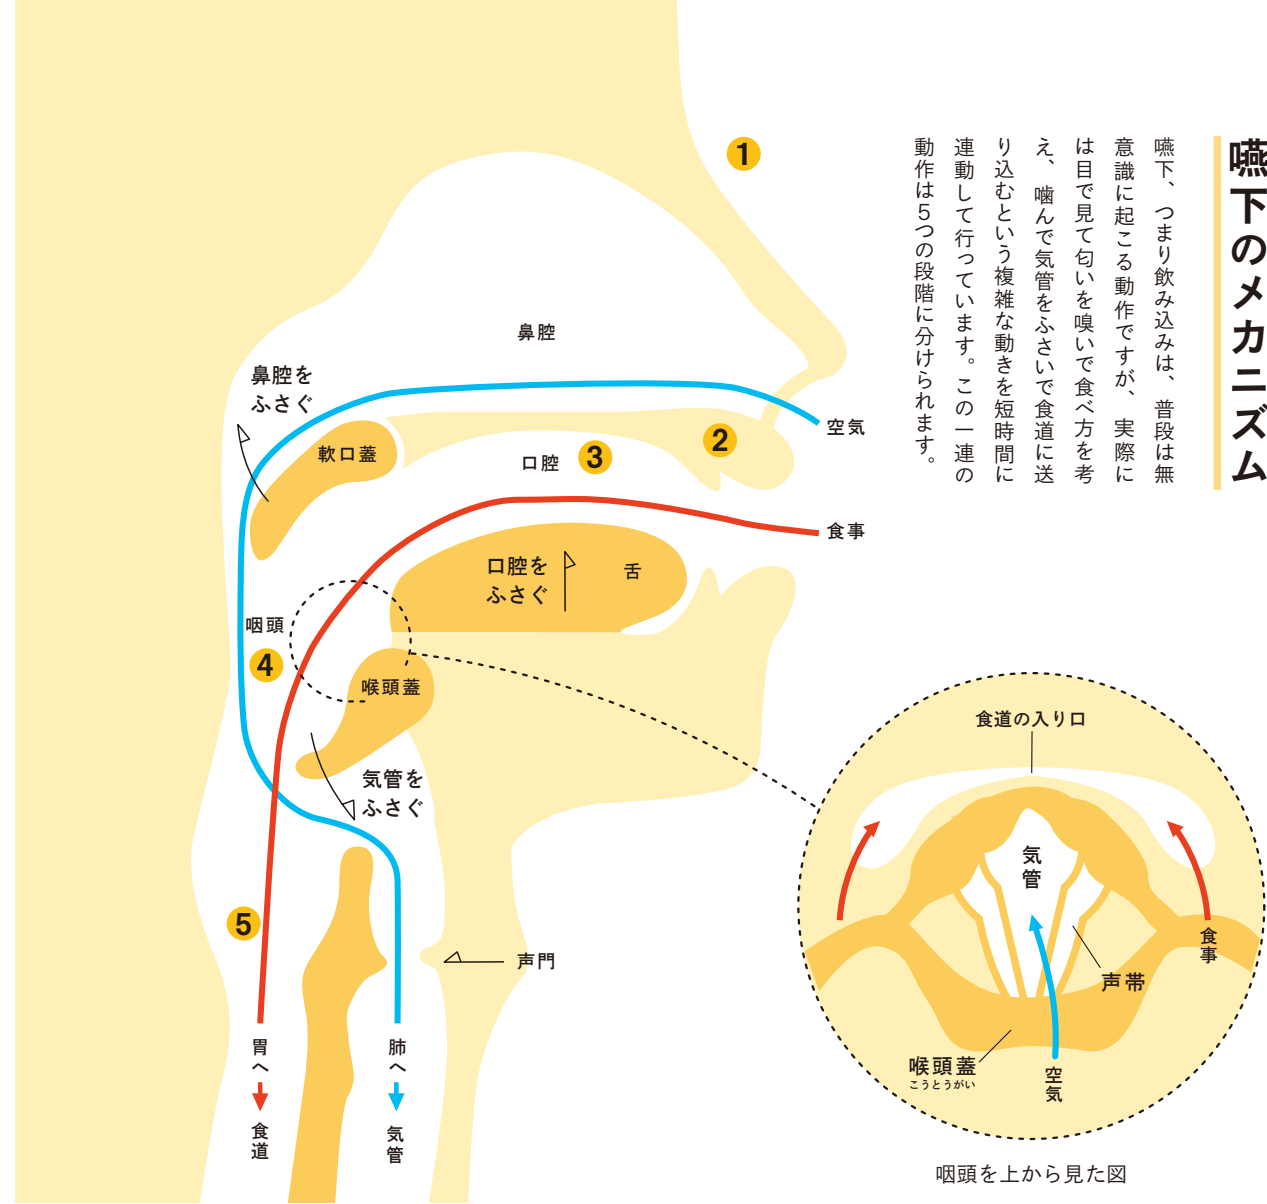 嚥下のメカニズム
嚥下、つまり飲み込みは、普段は無
意識に起こる動作ですが、実際に
は目で見て匂いを嗅いで食べ方を考
え、噛んで気管をふさいで食道に送
り込むという複雑な動きを短時間に
連動して行っています。この一連の
動作は５つの段階に分けられます。
1
鼻腔
鼻腔を
ふさぐ
空気
軟口蓋
口腔
3
2
食事
口腔を
ふさぐ
舌
咽頭
4
喉頭蓋
気管を
ふさぐ
5
声門
胃へ
食道
肺へ
気管
食道の入り口
気管
食事
声帯
喉頭蓋
こうとうがい
空気
咽頭を上から見た図